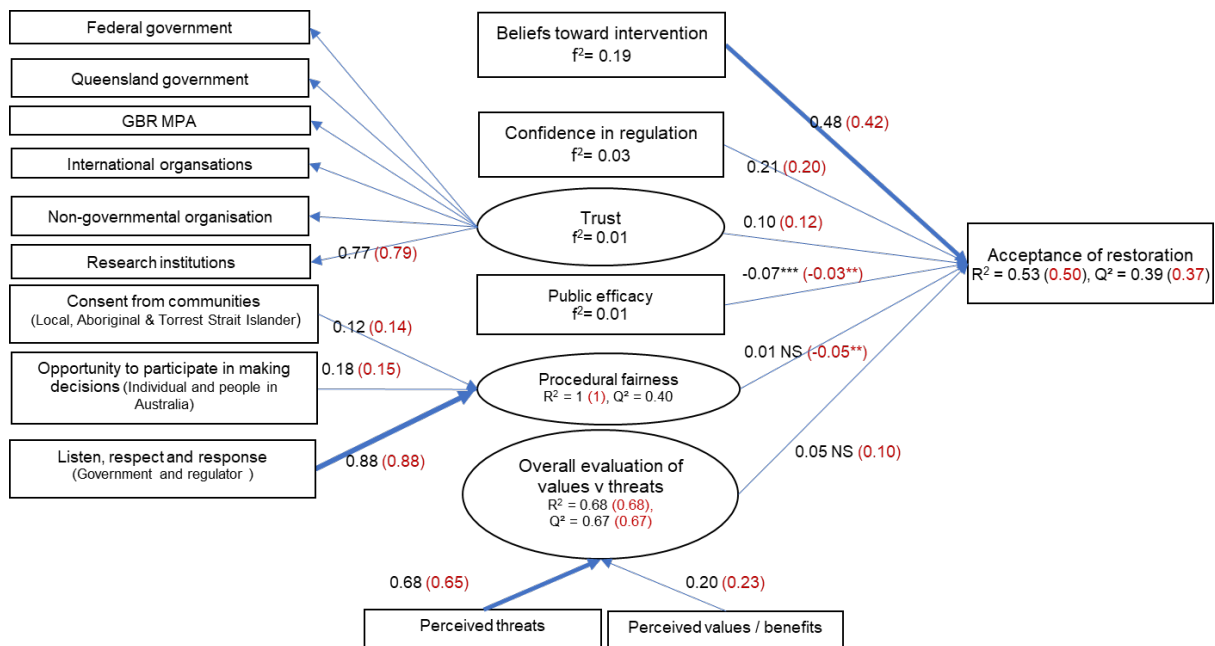 Federal government
Queensland government
GBR MPA
International organsations
Non-governmental organisation
Research institutions
0.77 (0.79)
Consent from communities
(Local, Aboriginal & Torrest Strait Islander)
0.12 (0.14)
Opportunity to participate in making
decisions (Individual and people in
Australia)
0.18 (0.15)
Listen, respect and response
(Government and regulator )
0.88 (0.88)
Beliefs toward intervention
f²= 0.19
0.48 (0.42)
Confidence in regulation
f²= 0.03
0.21 (0.20)
Trust
f²= 0.01
0.10 (0.12)
Public efficacy
f²= 0.01
-0.07*** (-0.03**)
Procedural fairness
R² = 1 (1), Q² = 0.40
0.01 NS (-0.05**)
Overall evaluation of
values v threats
R² = 0.68 (0.68),
Q² = 0.67 (0.67)
0.05 NS (0.10)
0.68 (0.65)
0.20 (0.23)
Perceived threats
Perceived values / benefits
Acceptance of restoration
R² = 0.53 (0.50), Q² = 0.39 (0.37)